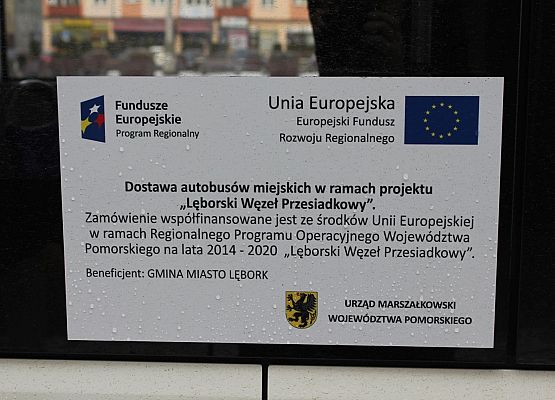 Fundusze
Europejskie
Program Regionalny
Unia Europejska
Europejski Fundusz
Rozwoju Regionalnego
Dostawa autobusów miejskich w ramach projektu
„Lęborski Węzeł Przesiadkowy”.
Zamówienie współfinansowane jest ze środków Unii Europejskiej
w ramach Regionalnego Programu Operacyjnego Województwa
Pomorskiego na lata 2014 - 2020 „Lęborski Węzeł Przesiadkowy”.
Beneficjent: GMINA MIASTO LĘBORK
URZĄD MARSZAŁKOWSKI
WOJEWÓDZTWA POMORSKIEGO